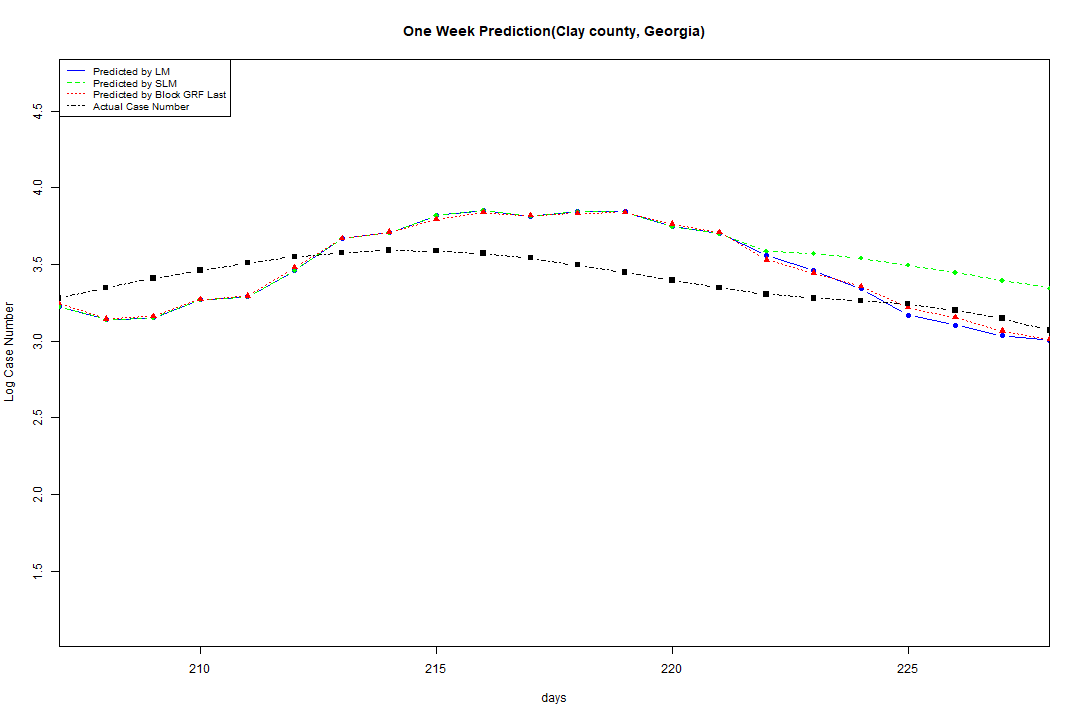 One Week Prediction(Clay county, Georgia)
Predicted by LM
Predicted by SLM
Predicted by Block GRF Last
Actual Case Number
4.5
4.0
3.5
3.0
2.5
2.0
1.5
Log Case Number
210
215
220
225
days